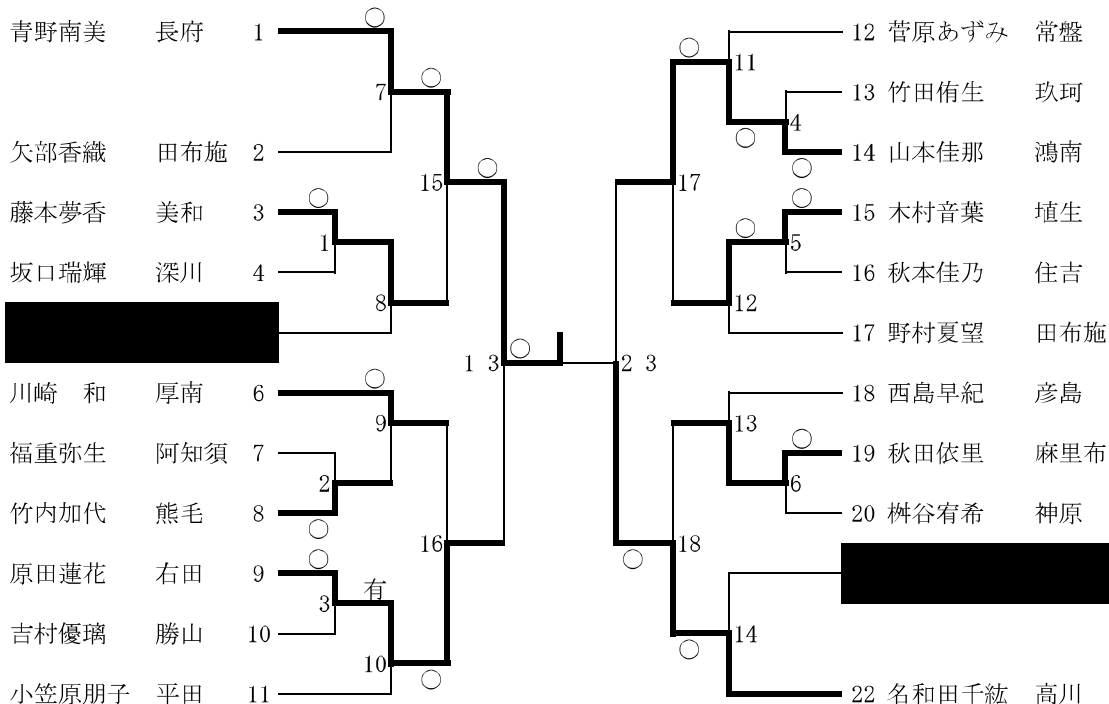 青野南美 長府 1
矢部香織 田布施 2
藤本夢香 美和 3
坂口瑞輝 深川 4
川崎 和 厚南 6
福重弥生 阿知須 7
竹内加代 熊毛 8
原田蓮花 右田 9
吉村優璃 勝山 10
小笠原朋子 平田 11
7
15
1
8
1 3
9
2
16
有
3
10
11
4
17
5
12
2 3
13
6
18
14
12 菅原あずみ 常盤
13 竹田侑生 玖珂
14 山本佳那 鴻南
15 木村音葉 埴生
16 秋本佳乃 住吉
17 野村夏望 田布施
18 西島早紀 彦島
19 秋田依里 麻里布
20 桝谷宥希 神原
22 名和田千紘 高川